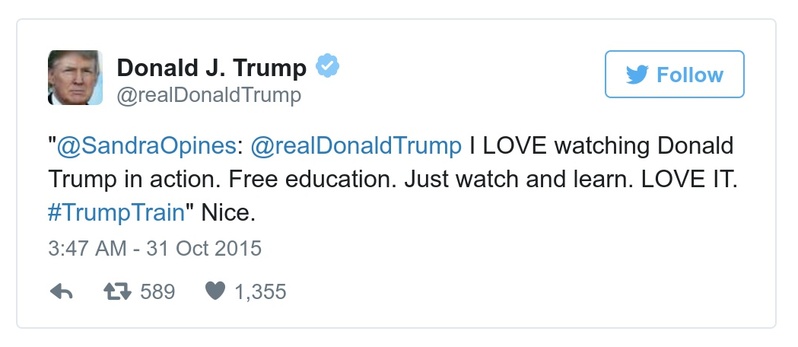 Donald J. Trump
@realDonaldTrump
Follow
"@SandraOpines: @realDonaldTrump I LOVE watching Donald
Trump in action. Free education. Just watch and learn. LOVE IT.
#TrumpTrain" Nice.
3:47 AM - 31 Oct 2015
589 1,355